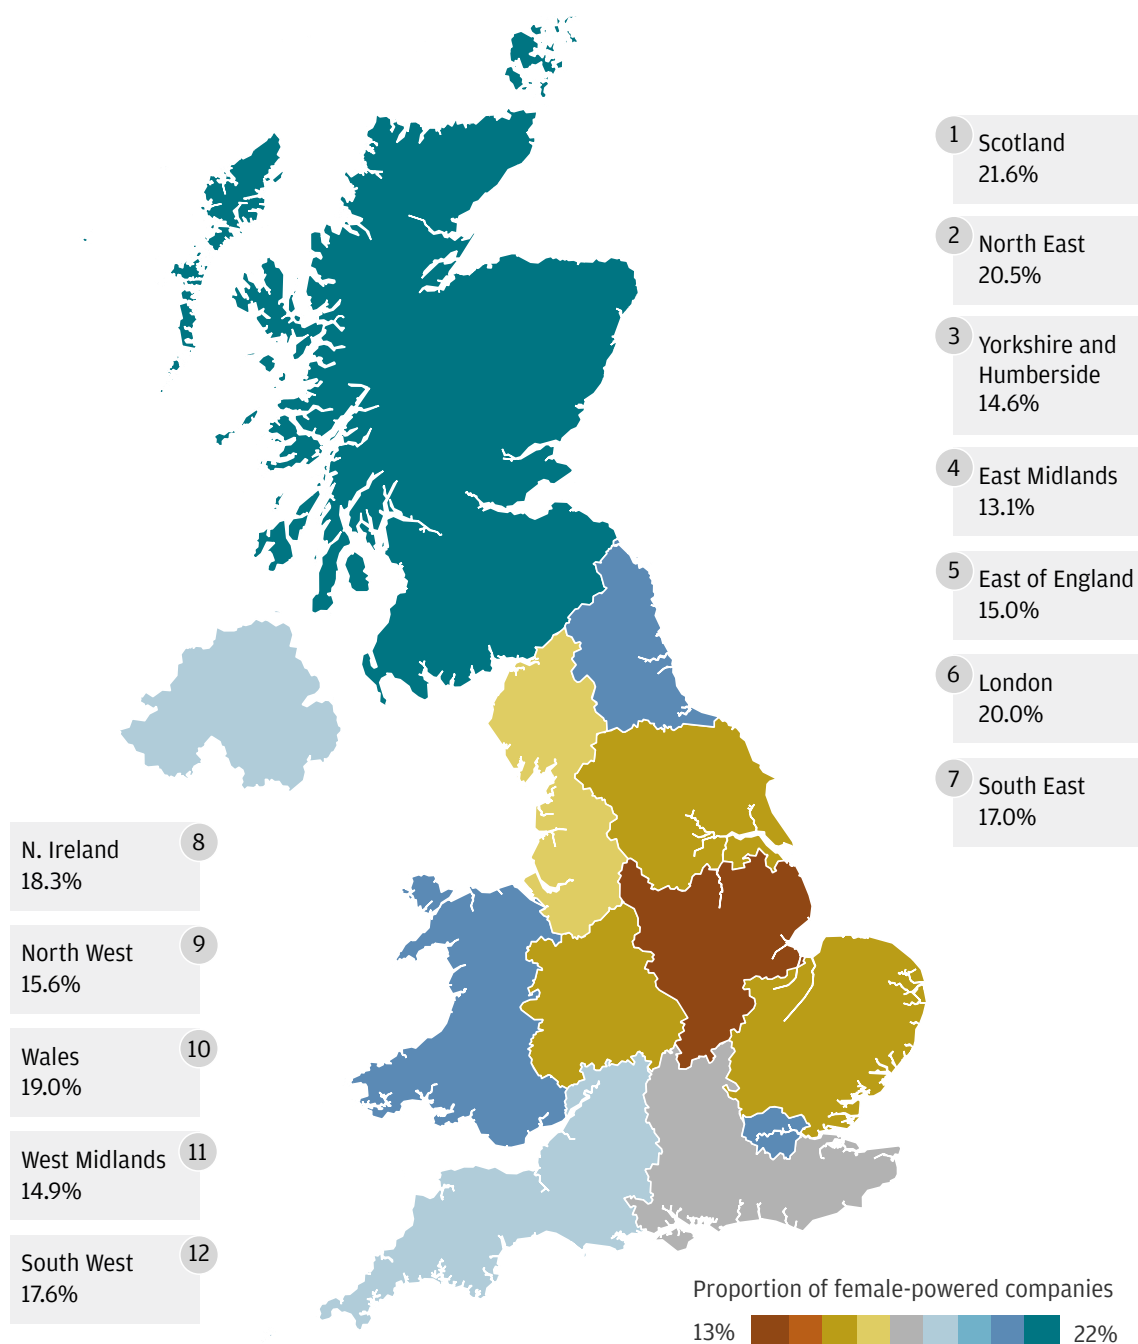 1
Scotland
21.6%
2
North East
20.5%
3
Yorkshire and
Humberside
14.6%
4
East Midlands
13.1%
5
East of England
15.0%
6
London
20.0%
7
South East
17.0%
8
N. Ireland
18.3%
9
North West
15.6%
10
Wales
19.0%
11
West Midlands
14.9%
12
South West
17.6%
Proportion of female-powered companies
13% 22%